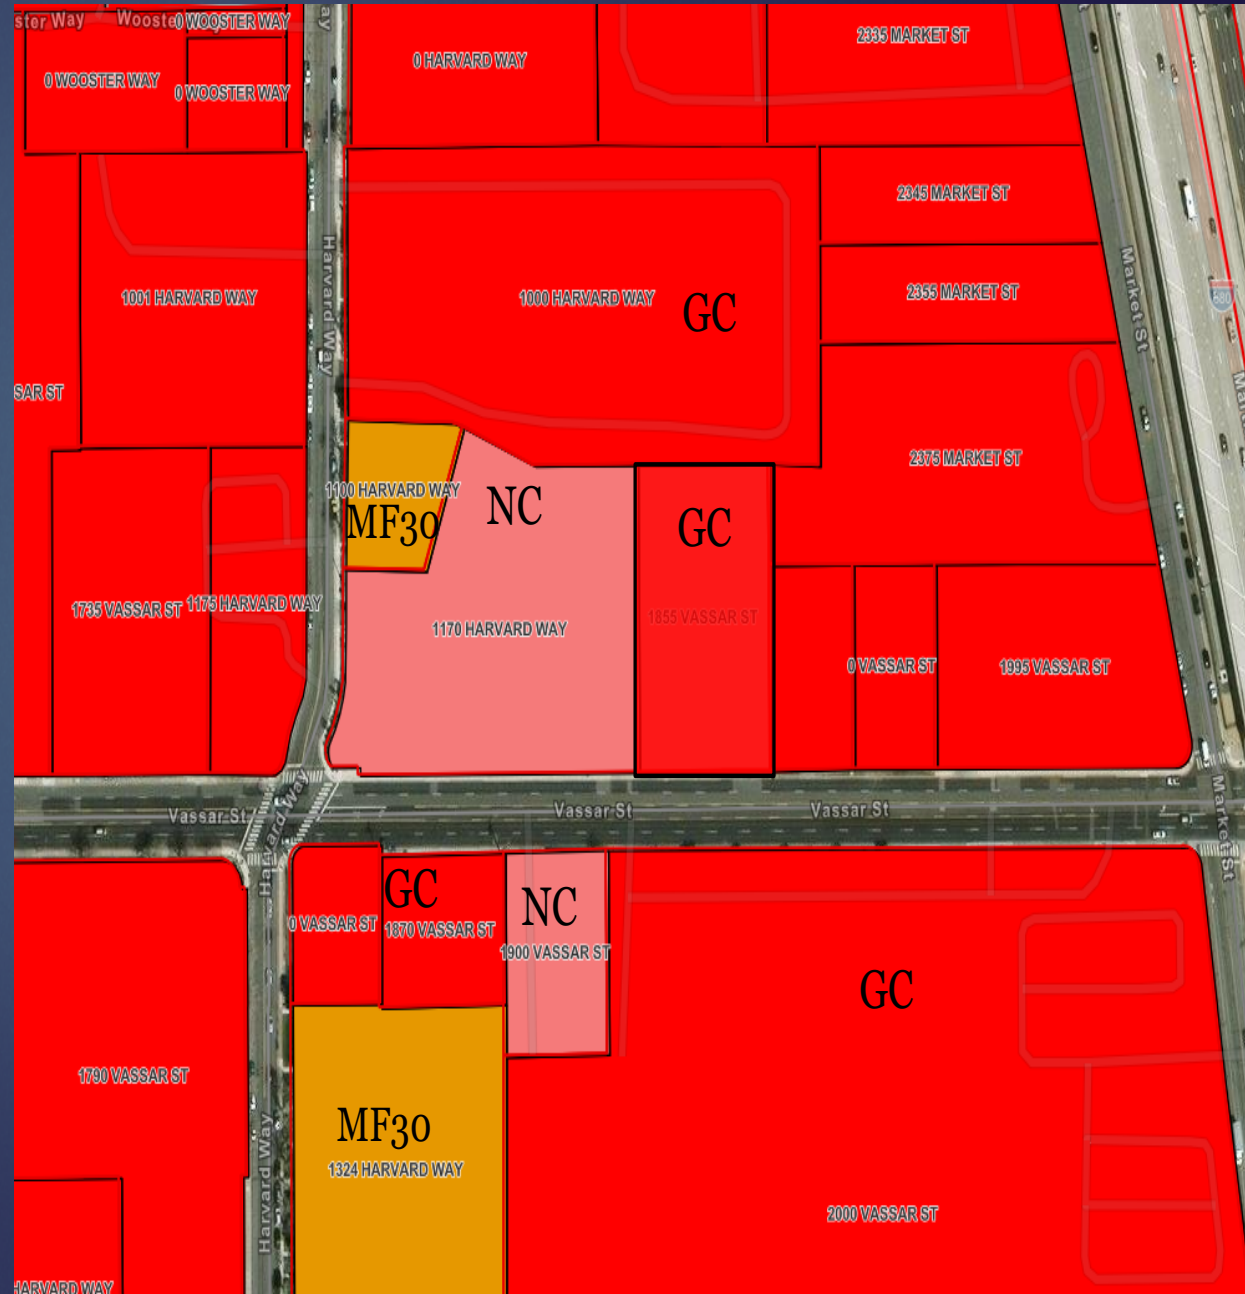 ster Way
Wooste
0 WOOSTER WAY
ay
0 WOOSTER WAY
0 WOOSTER WAY
0 HARVARD WAY
2335 MARKET ST
2345 MARKET ST
1001 HARVARD WAY
Harvard Way
1000 HARVARD WAY
GC
2355 MARKET ST
Market St
880
SAR ST
2375 MARKET ST
1100 HARVARD WAY
MF30
NC
GC
1735 VASSAR ST
1175 HARVARD WAY
1170 HARVARD WAY
1855 VASSAR ST
0 VASSAR ST
1995 VASSAR ST
Vassar St
Harvard Way
Vassar St
Vassar St
Market St
GC
NC
0 VASSAR ST
1870 VASSAR ST
1900 VASSAR ST
GC
1790 VASSAR ST
MF30
1324 HARVARD WAY
Harvard Way
2000 VASSAR ST
HARVARD WAY